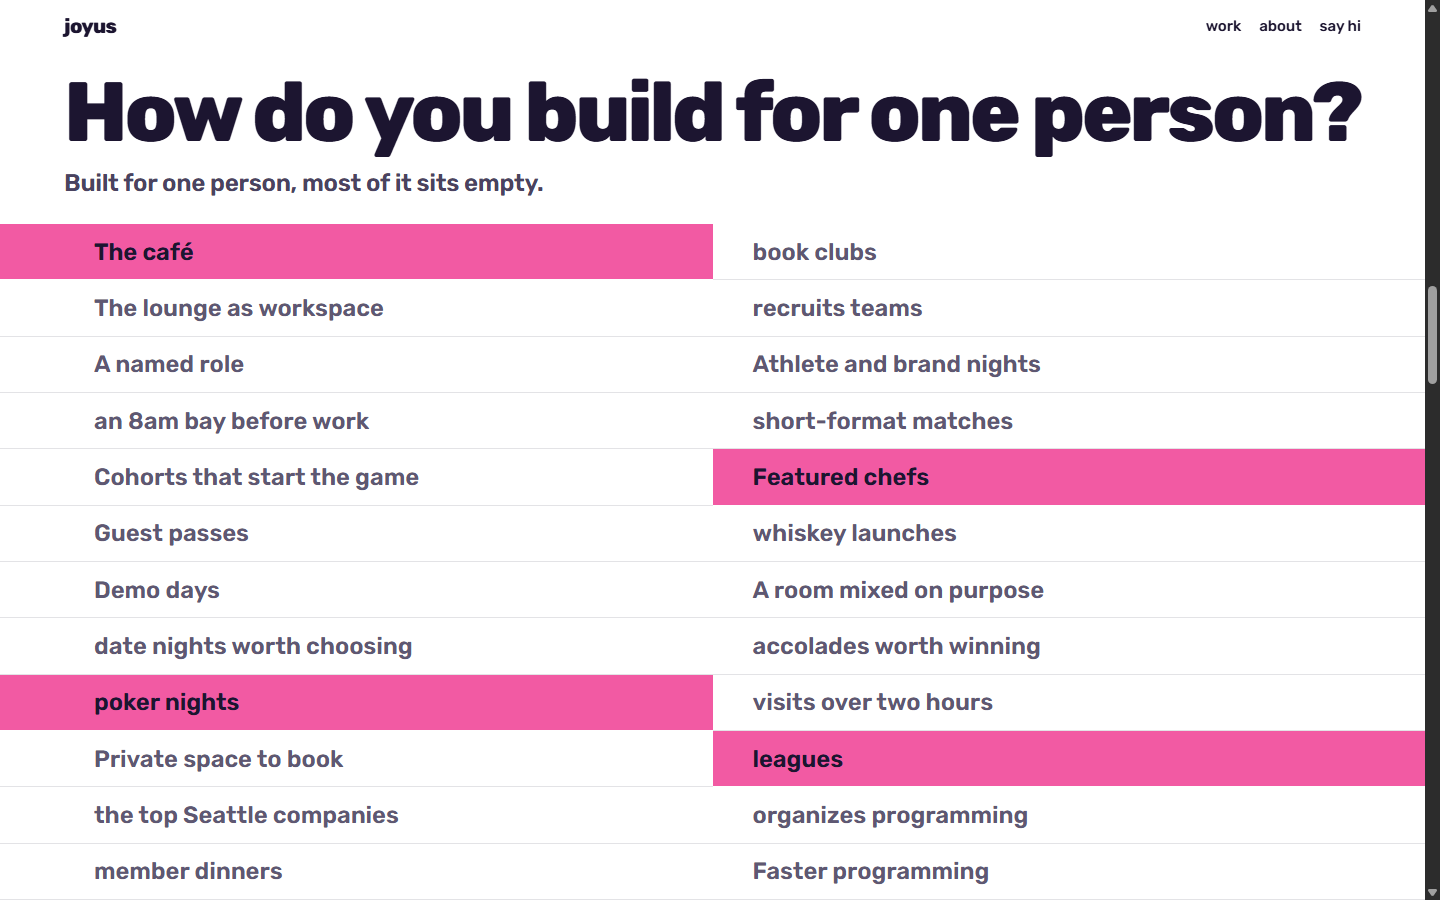 joyus
work about say hi
How do you build for one person?
Built for one person, most of it sits empty.
The café
book clubs
The lounge as workspace
recruits teams
A named role
Athlete and brand nights
an 8am bay before work
short-format matches
Cohorts that start the game
Featured chefs
Guest passes
whiskey launches
Demo days
A room mixed on purpose
date nights worth choosing
accolades worth winning
poker nights
visits over two hours
Private space to book
leagues
the top Seattle companies
organizes programming
member dinners
Faster programming